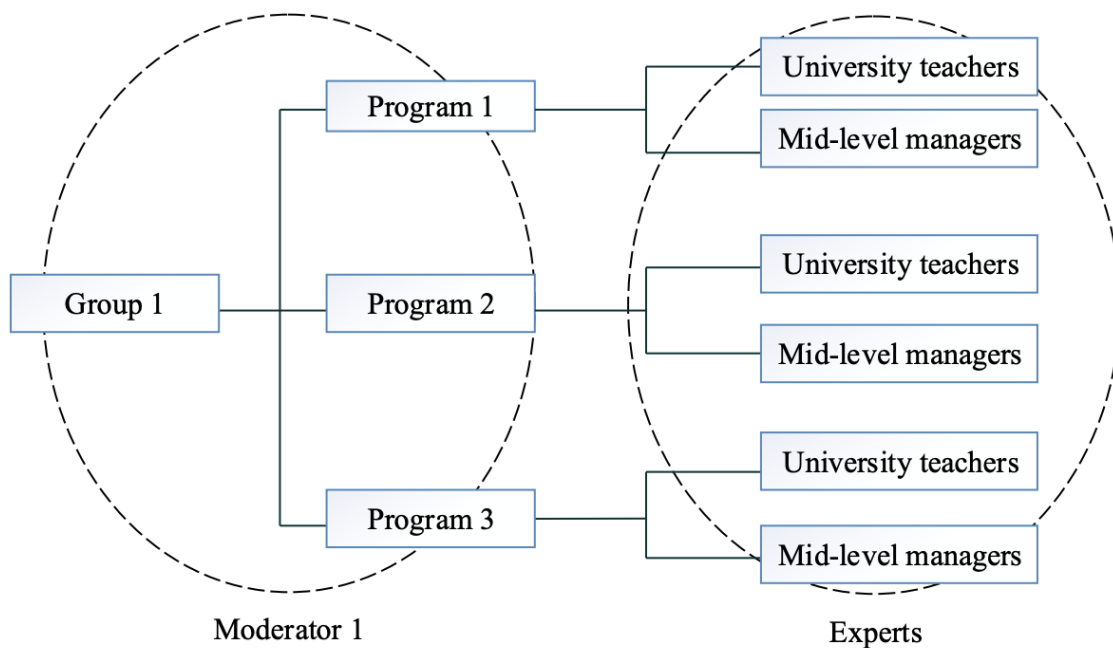 University teachers
Program 1
Mid-level managers
University teachers
Group 1
Program 2
Mid-level managers
University teachers
Program 3
Mid-level managers
Moderator 1
Experts